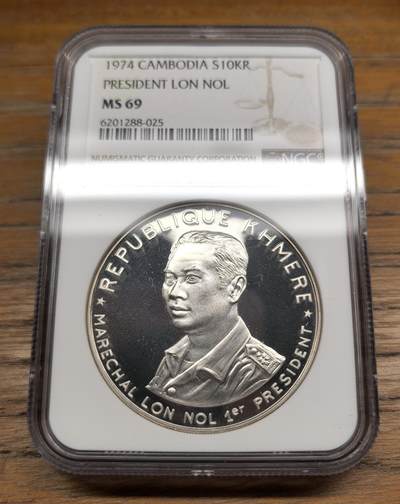 1974 CAMBODIA S10KR
PRESIDENT LON NOL
MS 69
6201288-025
NUMISMATIC GUARANTY CORPORATION
NGC
REPUBLIQUE KHMERE
★ MARECHAL LON NOL 1er PRESIDENT ★